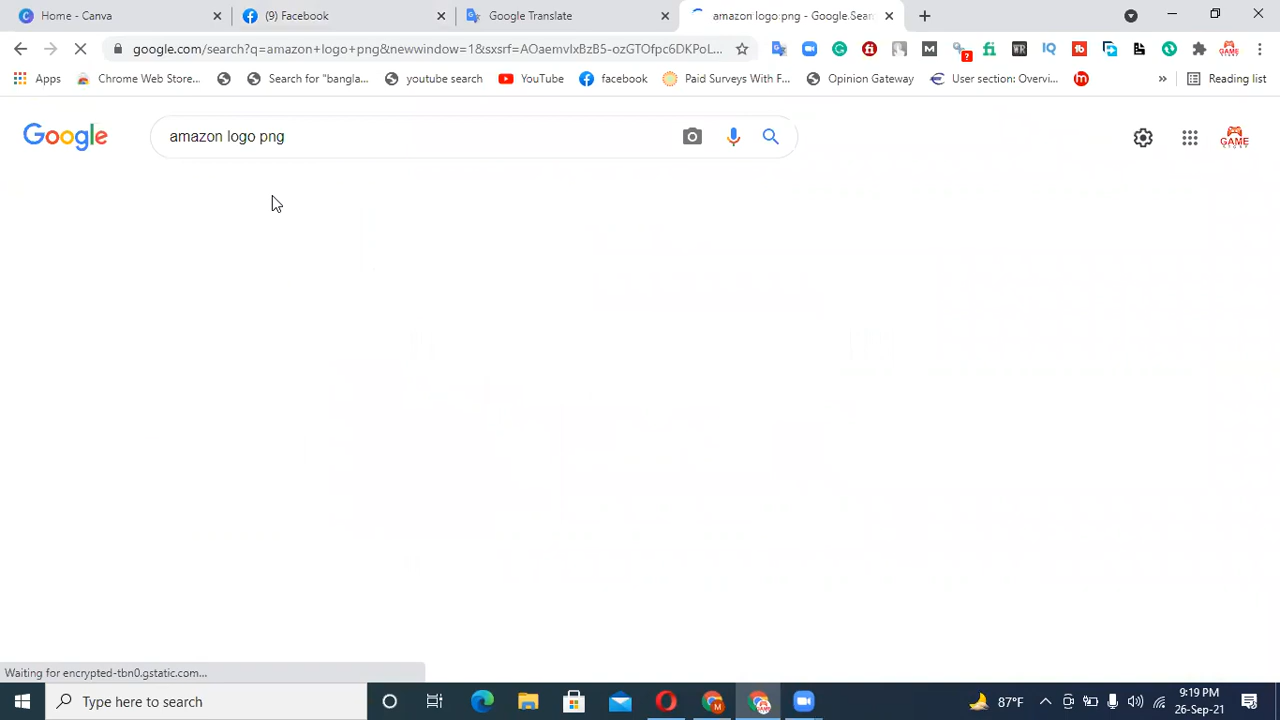 Home - Canva
(9) Facebook
Google Translate
amazon logo png - Google Sear
google.com/search?q=amazon+logo+png&newwindow=1&sxsrf=AOaemvIxBzB5-ozGTOfpc6DKPoL...
Apps
Chrome Web Store...
Search for "bangla...
youtube search
YouTube
facebook
Paid Surveys With F...
Opinion Gateway
User section: Overvi...
Reading list
Google
amazon logo png
GAME
Waiting for encrypted-tbn0.gstatic.com...
Type here to search
87°F
9:19 PM
26-Sep-21